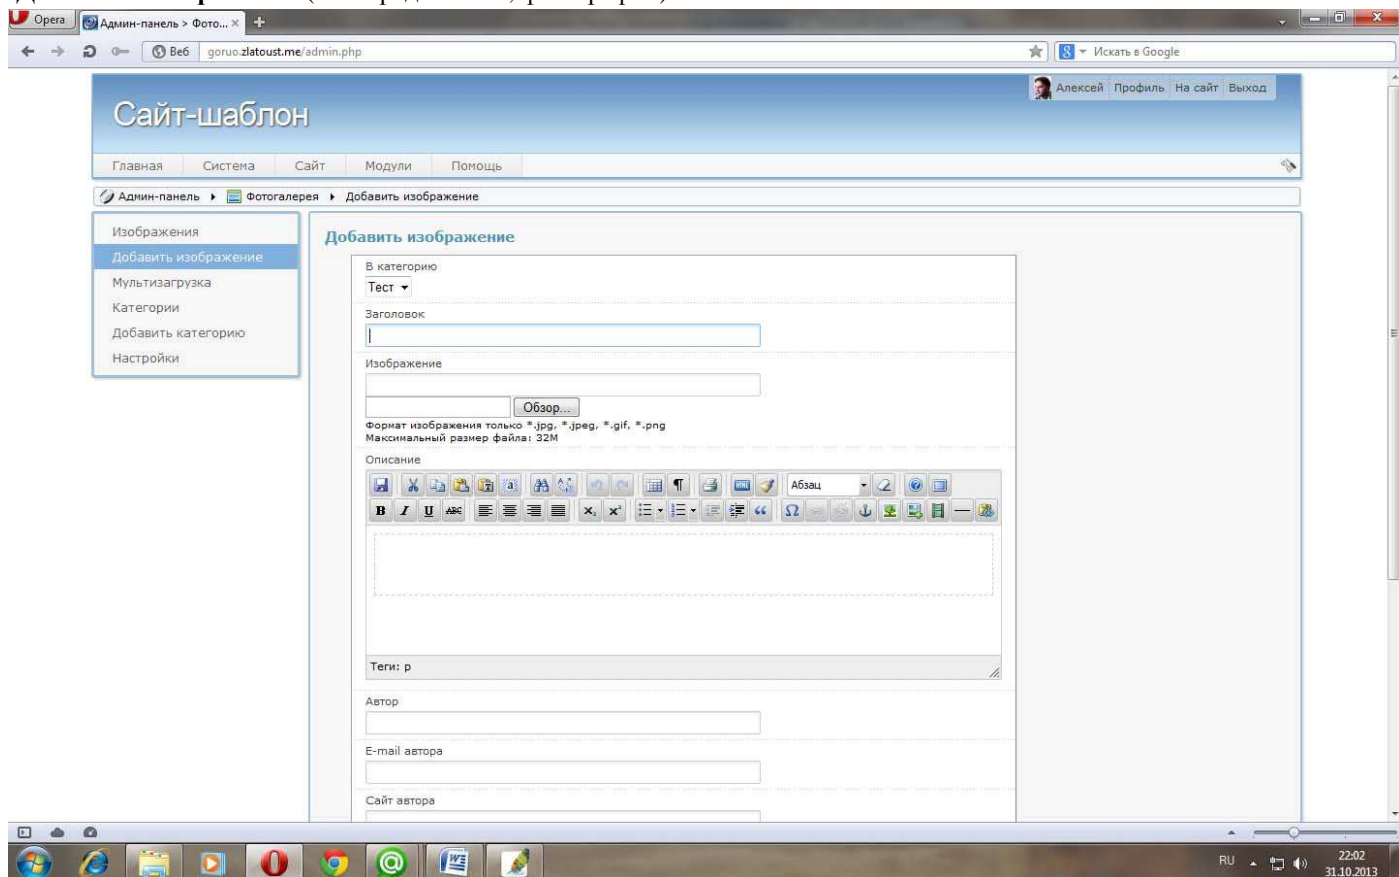 Opera
Админ-панель > Фото...
Веб goruo.zlatoust.me/admin.php
Искать в Google
Алексей Профиль На сайт Выход
Сайт-шаблон
Главная Система Сайт Модули Помощь
Админ-панель Фотогалерея Добавить изображение
Изображения
Добавить изображение
Мультизагрузка
Категории
Добавить категорию
Настройки
Добавить изображение
В категорию
Тест
Заголовок
Изображение
Обзор...
Формат изображения только *.jpg, *.jpeg, *.gif, *.png
Максимальный размер файла: 32M
Описание
Абзац
B I U ABC
Теги: p
Автор
E-mail автора
Сайт автора
RU
22:02
31.10.2013